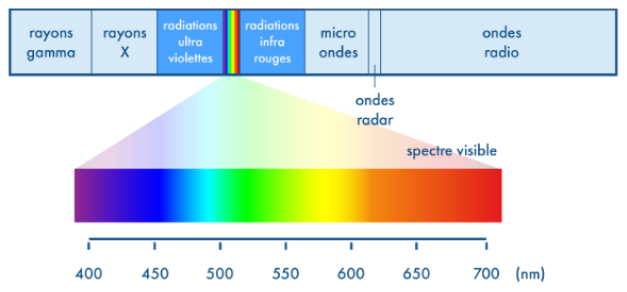 rayons
gamma
rayons
X
radiations
ultra
violettes
radiations
infra
rouges
micro
ondes
ondes
radio
ondes
radar
spectre visible
400 450 500 550 600 650 700 (nm)